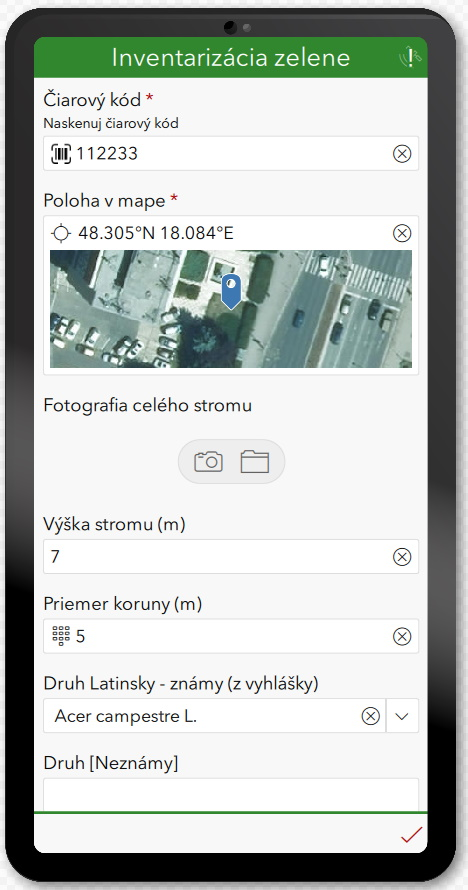 Inventarizácia zelene
Čiarový kód *
Naskenuj čiarový kód
112233
Poloha v mape *
48.305°N 18.084°E
Fotografia celého stromu
Výška stromu (m)
7
Priemer koruny (m)
5
Druh Latinsky - známy (z vyhlášky)
Acer campestre L.
Druh [Neznámy]